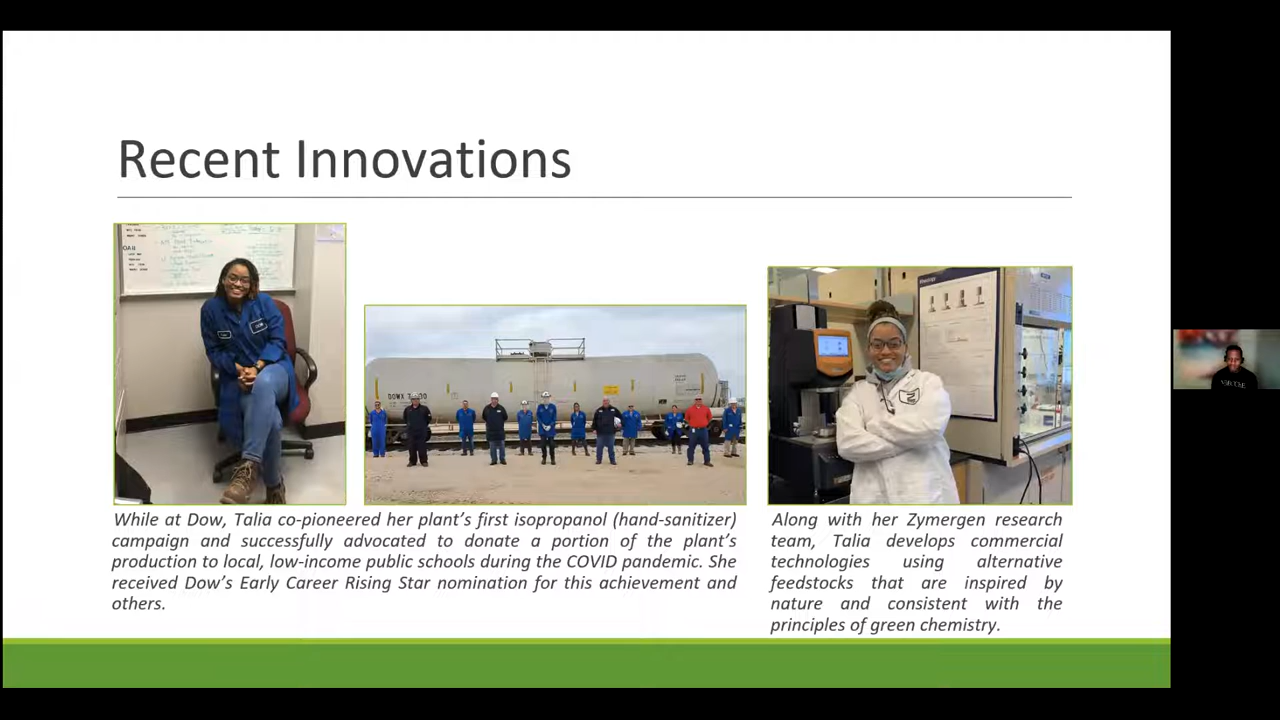 Recent Innovations
While at Dow, Talia co-pioneered her plant’s first isopropanol (hand-sanitizer)
campaign and successfully advocated to donate a portion of the plant’s
production to local, low-income public schools during the COVID pandemic. She
received Dow’s Early Career Rising Star nomination for this achievement and
others.
Along with her Zymergen research
team, Talia develops commercial
technologies using alternative
feedstocks that are inspired by
nature and consistent with the
principles of green chemistry.